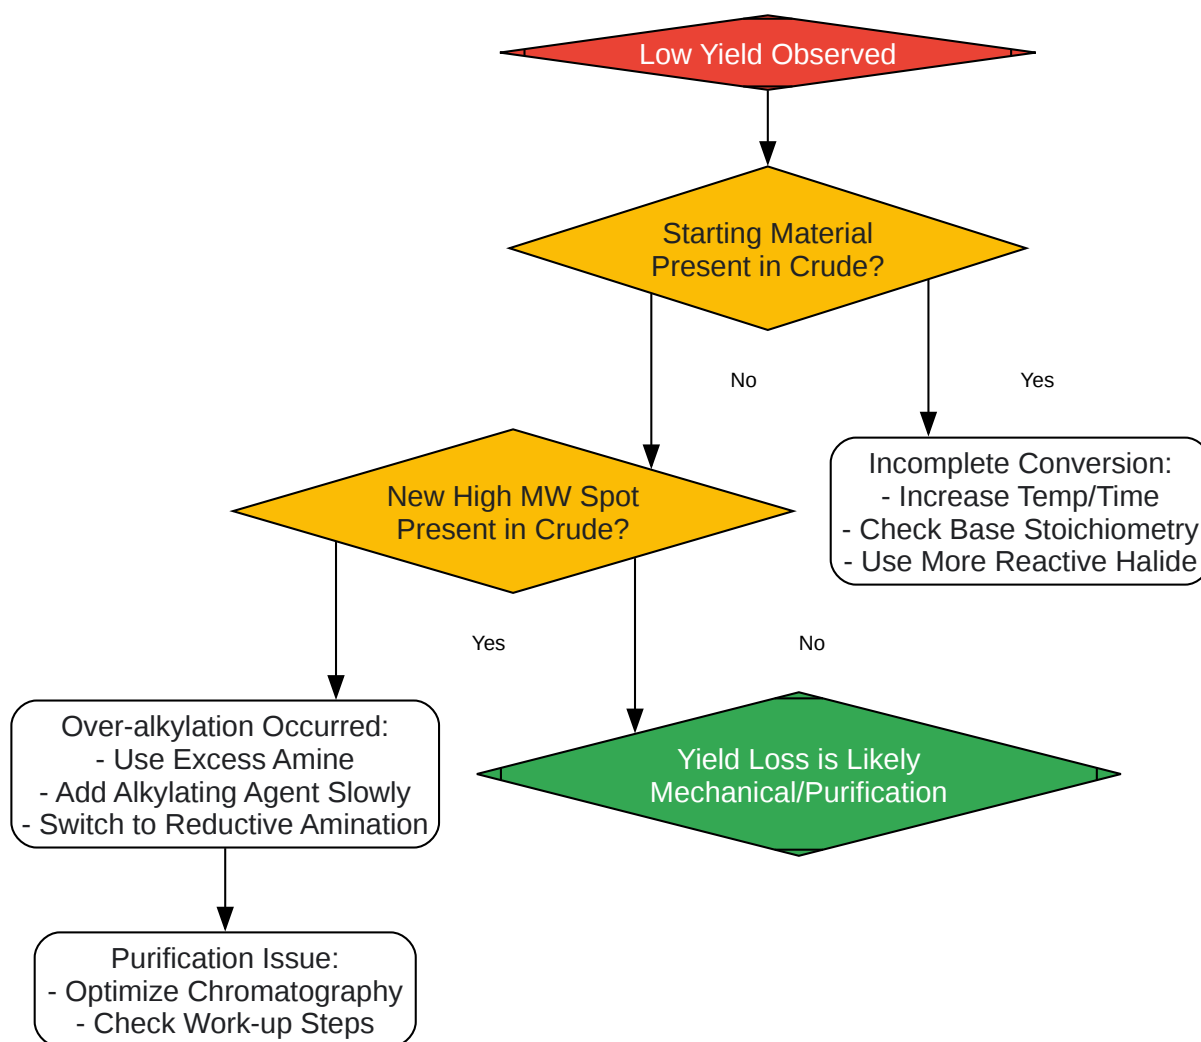 Low Yield Observed
Starting Material
Present in Crude?
No
Yes
New High MW Spot
Present in Crude?
Incomplete Conversion:
- Increase Temp/Time
- Check Base Stoichiometry
- Use More Reactive Halide
Yes
No
Over-alkylation Occurred:
- Use Excess Amine
- Add Alkylating Agent Slowly
- Switch to Reductive Amination
Yield Loss is Likely
Mechanical/Purification
Purification Issue:
- Optimize Chromatography
- Check Work-up Steps